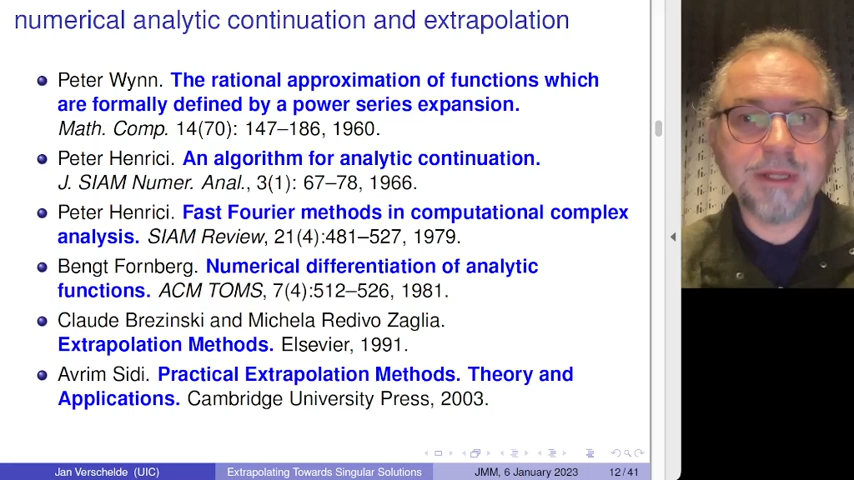 numerical analytic continuation and extrapolation
Peter Wynn. The rational approximation of functions which
are formally defined by a power series expansion.
Math. Comp. 14(70): 147–186, 1960.
Peter Henrici. An algorithm for analytic continuation.
J. SIAM Numer. Anal., 3(1): 67–78, 1966.
Peter Henrici. Fast Fourier methods in computational complex
analysis. SIAM Review, 21(4):481–527, 1979.
Bengt Fornberg. Numerical differentiation of analytic
functions. ACM TOMS, 7(4):512–526, 1981.
Claude Brezinski and Michela Redivo Zaglia.
Extrapolation Methods. Elsevier, 1991.
Avrim Sidi. Practical Extrapolation Methods. Theory and
Applications. Cambridge University Press, 2003.
Jan Verschelde (UIC) Extrapolating Towards Singular Solutions JMM, 6 January 2023 12 / 41